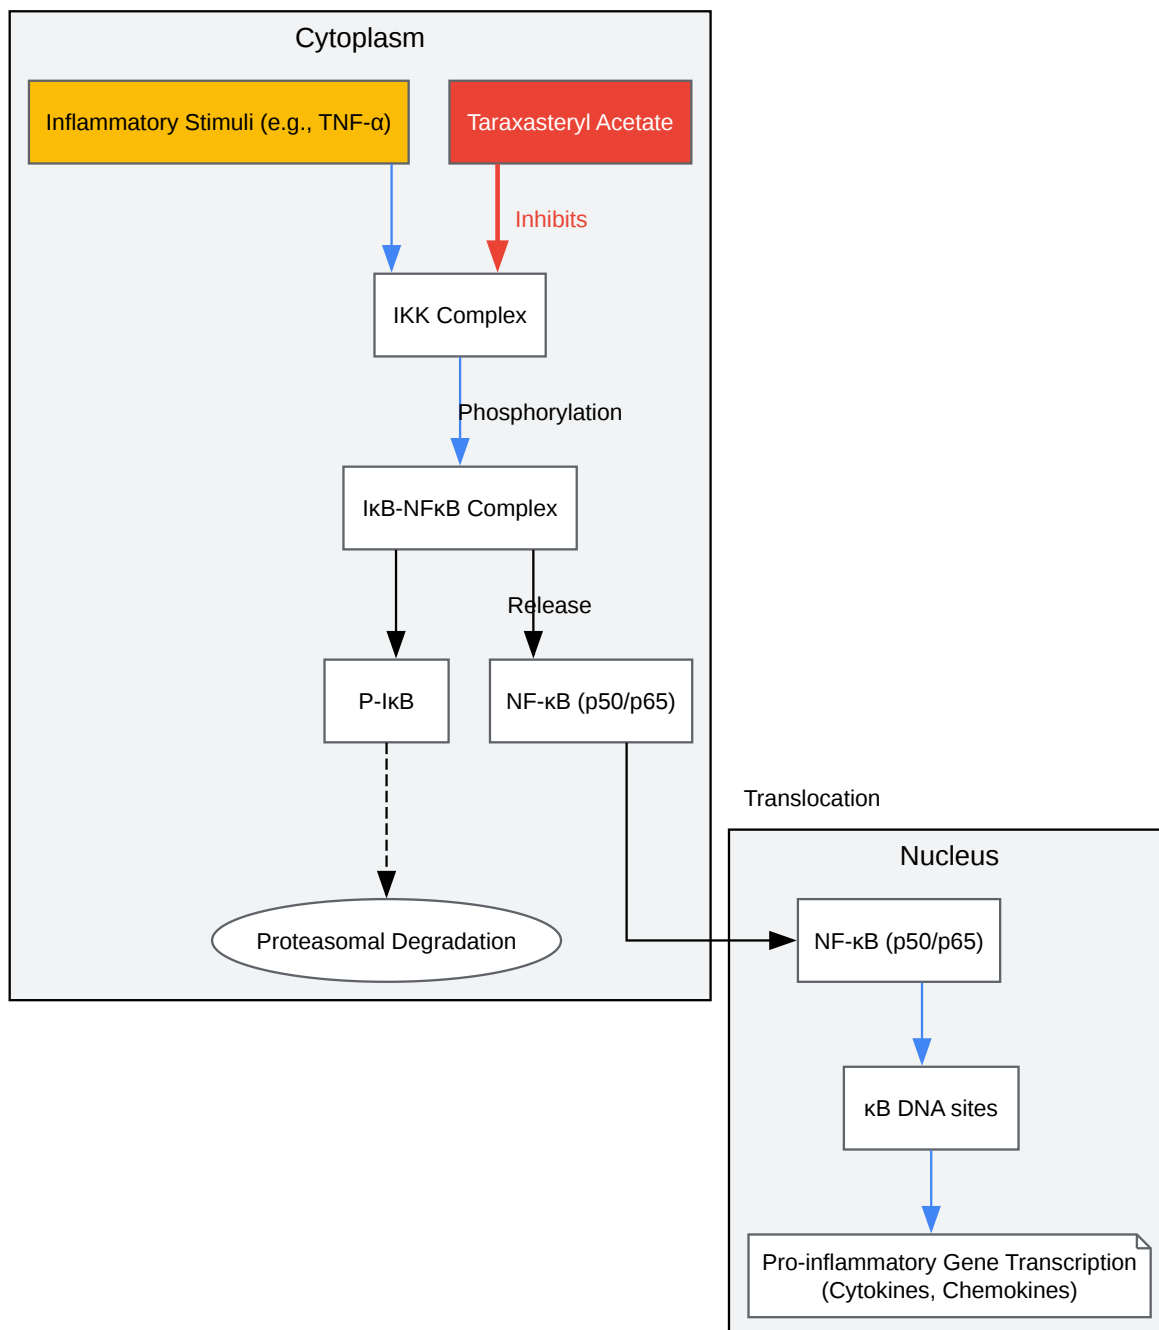 Cytoplasm
Inflammatory Stimuli (e.g., TNF-α)
Taraxasteryl Acetate
Inhibits
IKK Complex
Phosphorylation
IκB-NFκB Complex
Release
P-IκB
NF-κB (p50/p65)
Translocation
Proteasomal Degradation
Nucleus
NF-κB (p50/p65)
κB DNA sites
Pro-inflammatory Gene Transcription
(Cytokines, Chemokines)